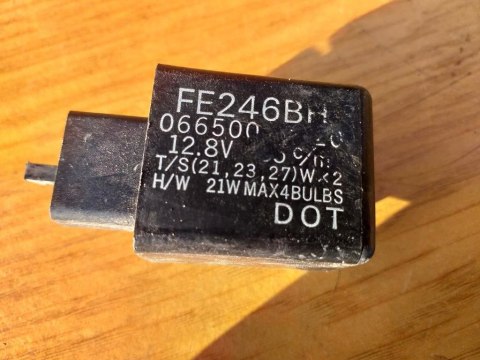 FE246BH
066500
12.8V c/m
T/S(21,23,27)W×2
H/W 21W MAX4BULBS
DOT